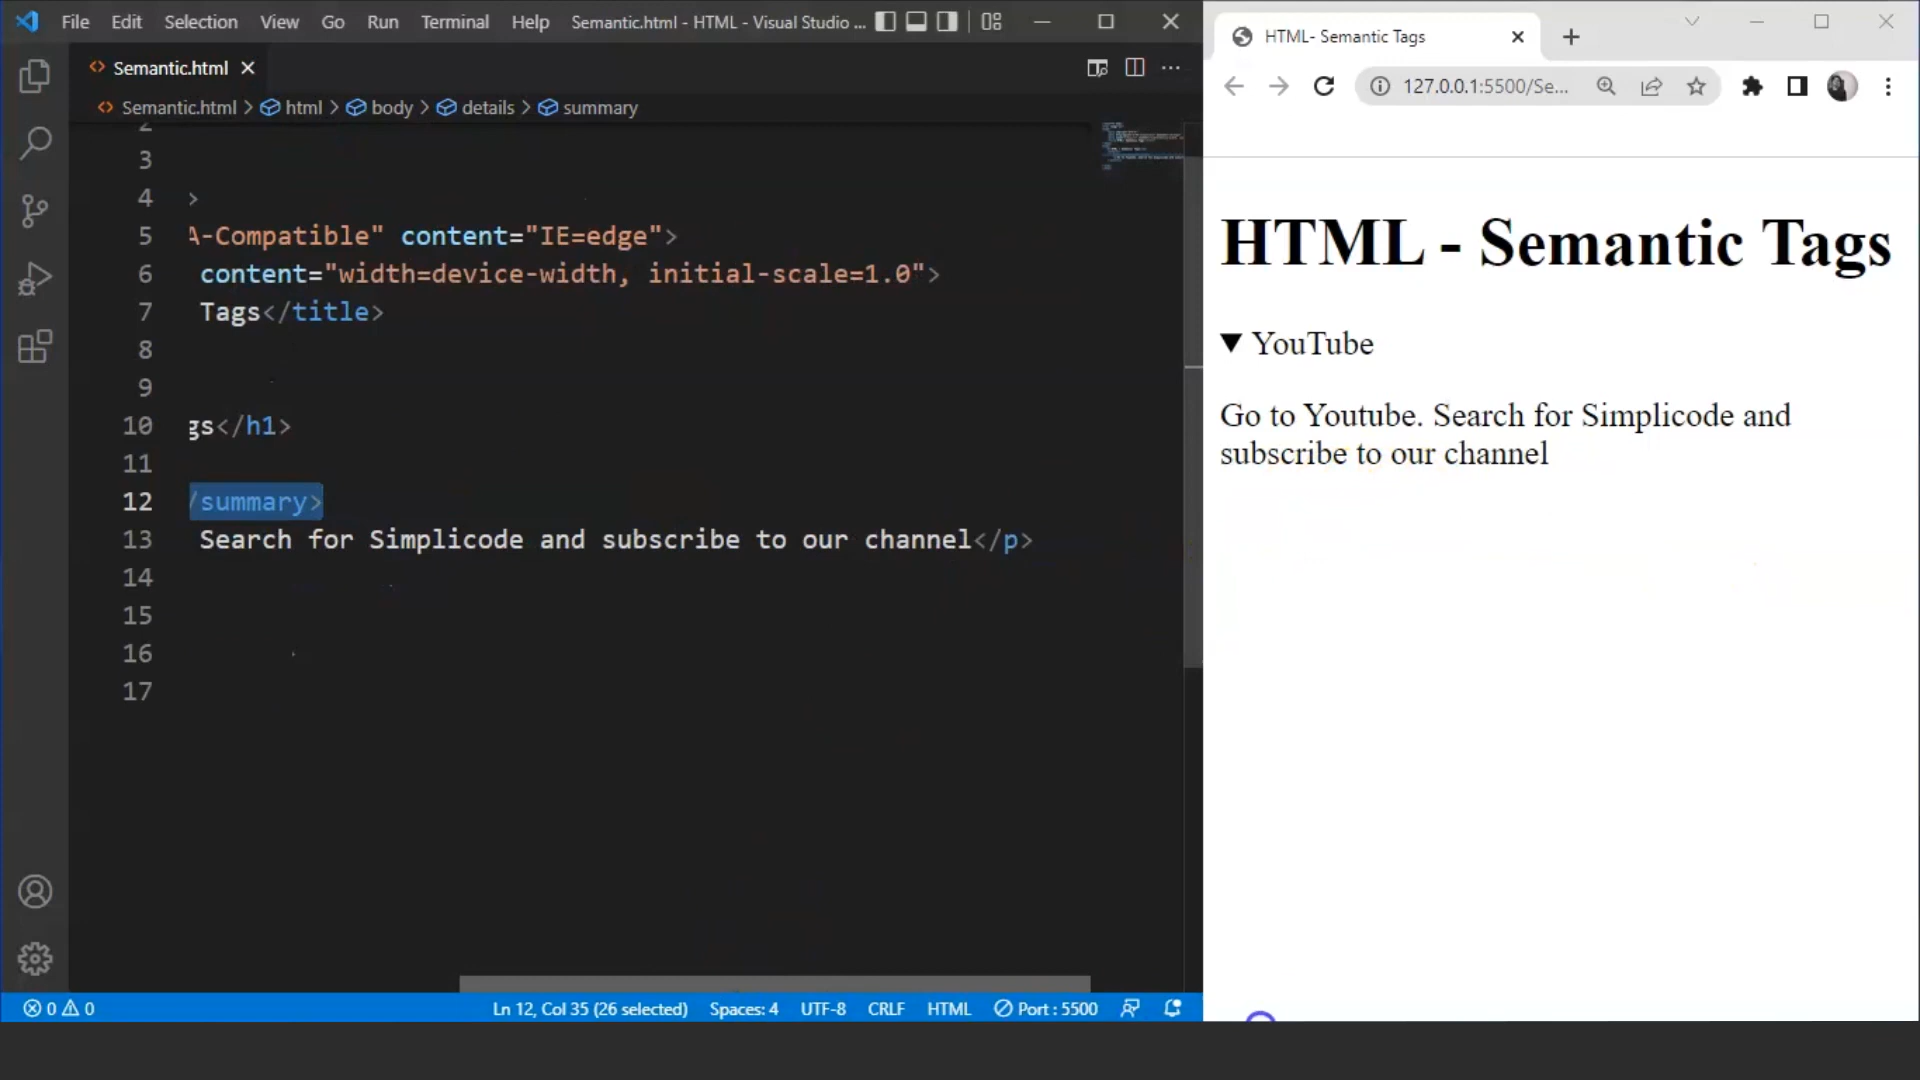 File Edit Selection View Go Run Terminal Help Semantic.html - HTML - Visual Studio ...
Semantic.html
Semantic.html > html > body > details > summary
2
3
4 >
5 A-Compatible" content="IE=edge">
6 content="width=device-width, initial-scale=1.0">
7 Tags</title>
8
9
10 gs</h1>
11
12 /summary>
13 Search for Simplicode and subscribe to our channel</p>
14
15
16
17
0 0 Ln 12, Col 35 (26 selected) Spaces: 4 UTF-8 CRLF HTML Port : 5500
HTML- Semantic Tags
127.0.0.1:5500/Se...
HTML - Semantic Tags
▼ YouTube
Go to Youtube. Search for Simplicode and
subscribe to our channel